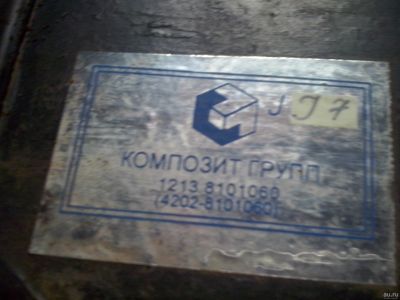 J J 7
КОМПОЗИТ ГРУПП
1213.8101060
(4202-8101060)
au.ru